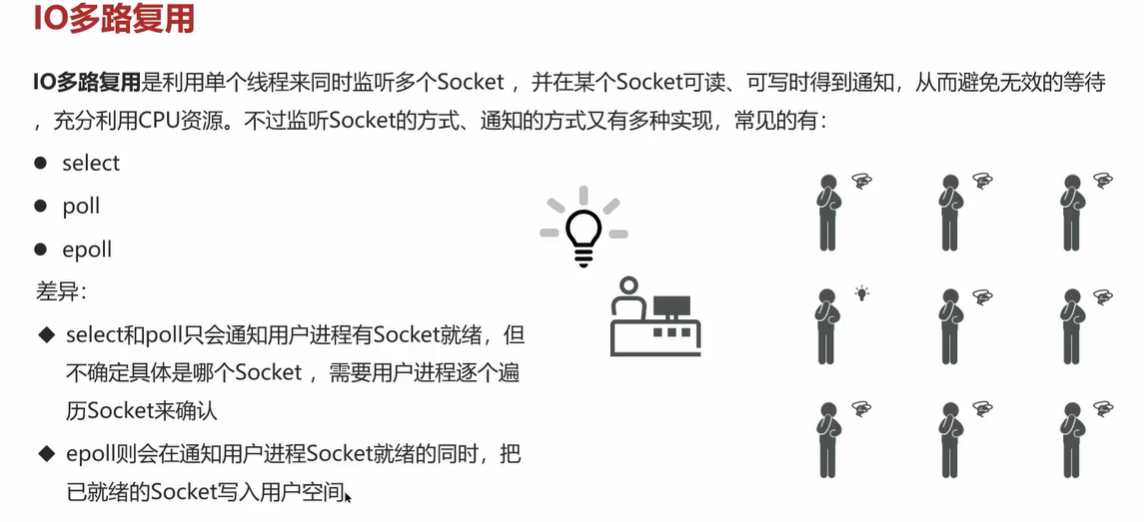 IO多路复用
IO多路复用是利用单个线程来同时监听多个Socket ，并在某个Socket可读、可写时得到通知，从而避免无效的等待
，充分利用CPU资源。不过监听Socket的方式、通知的方式又有多种实现，常见的有：
● select
● poll
● epoll
差异：
◆ select和poll只会通知用户进程有Socket就绪，但
不确定具体是哪个Socket ，需要用户进程逐个遍
历Socket来确认
◆ epoll则会在通知用户进程Socket就绪的同时，把
已就绪的Socket写入用户空间